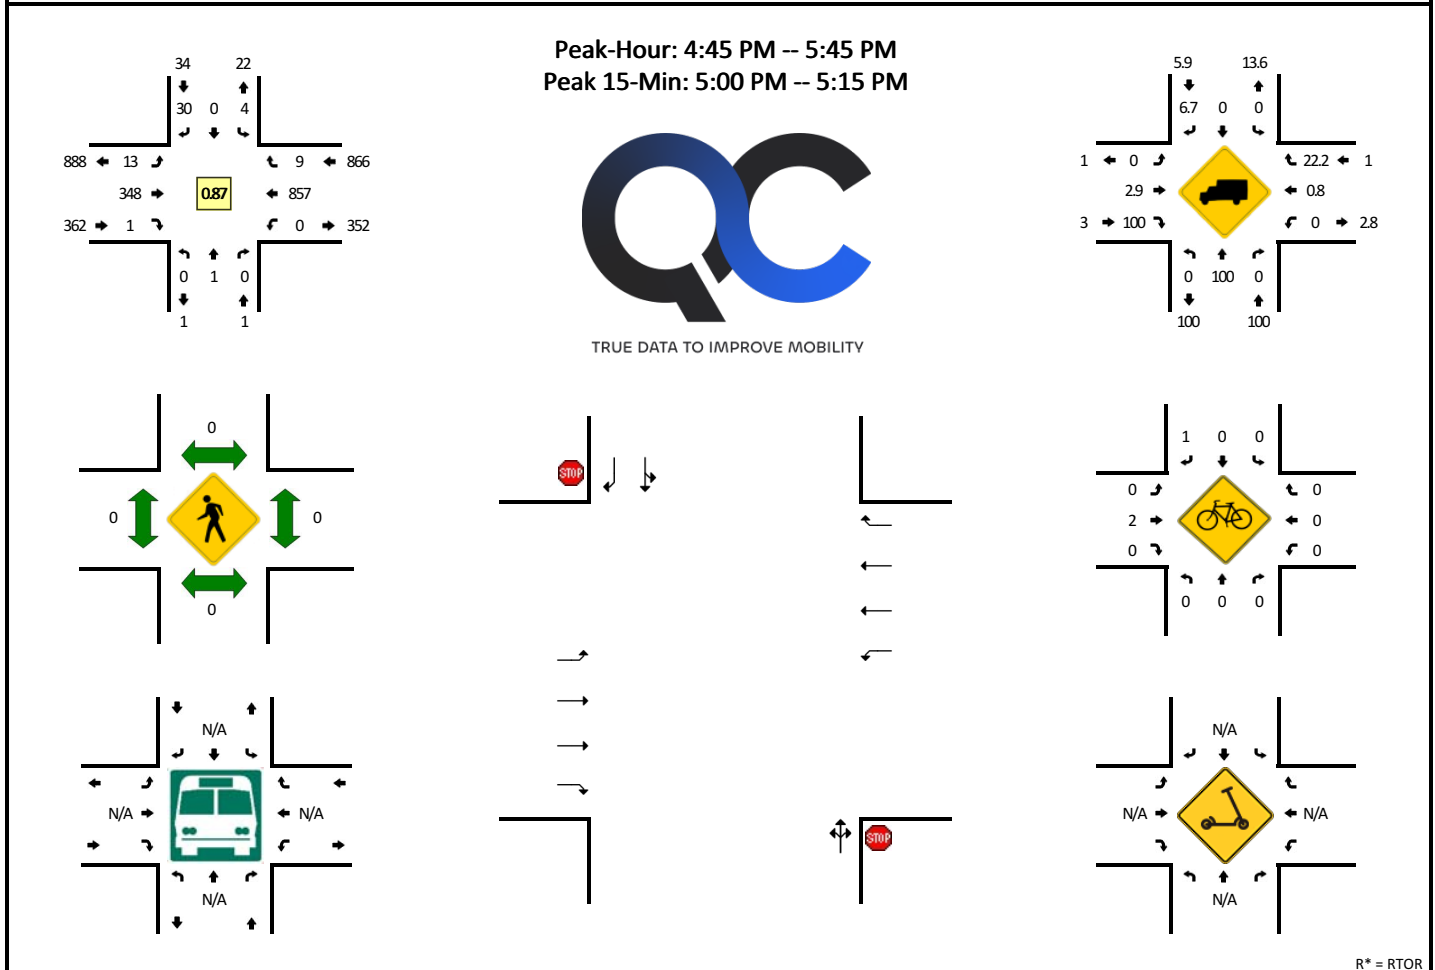 Peak-Hour: 4:45 PM -- 5:45 PM
Peak 15-Min: 5:00 PM -- 5:15 PM
34 22
30 0 4
888 13 9 866
348 0.87 857
362 1 0 352
0 1 0
1 1
QC
TRUE DATA TO IMPROVE MOBILITY
5.9 13.6
6.7 0 0
1 0 22.2 1
2.9 0.8
3 100 0 2.8
0 100 0
100 100
0
0 0
0
STOP
STOP
1 0 0
0 0
2 0
0 0
0 0 0
N/A
N/A N/A
N/A
N/A
N/A N/A
N/A
R* = RTOR